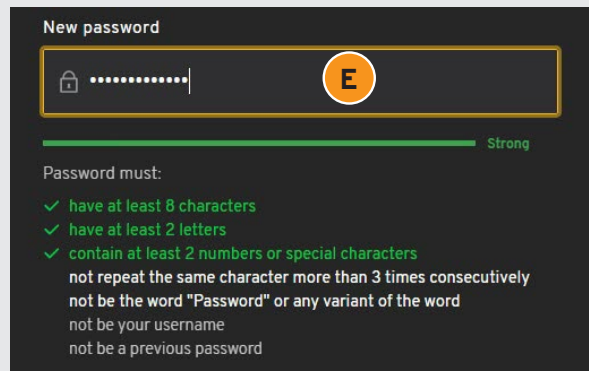 New password
•••••••••••••
E
Strong
Password must:
✓ have at least 8 characters
✓ have at least 2 letters
✓ contain at least 2 numbers or special characters
not repeat the same character more than 3 times consecutively
not be the word "Password" or any variant of the word
not be your username
not be a previous password